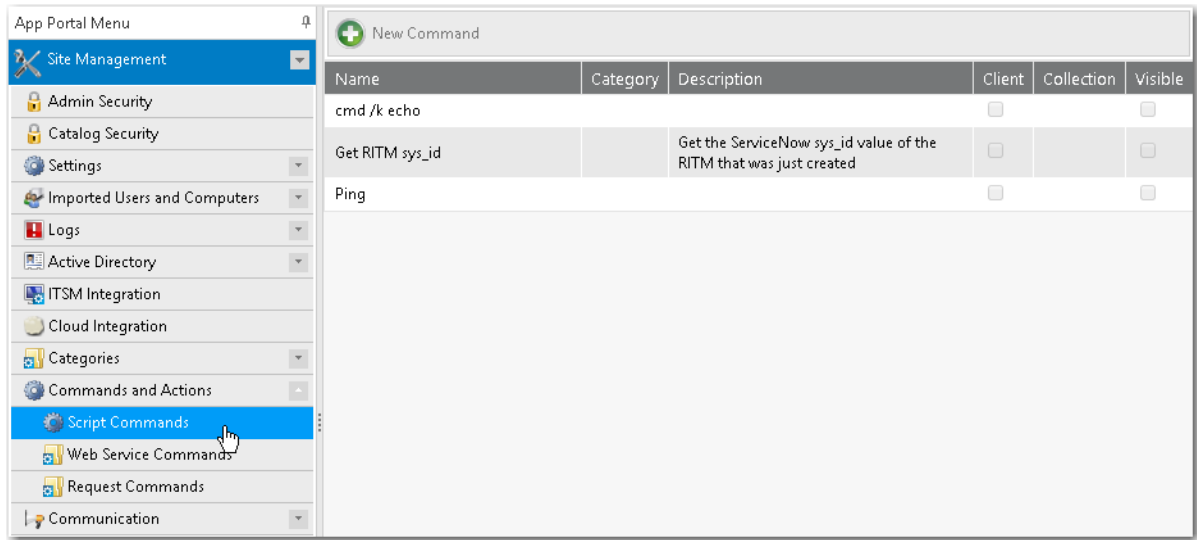 App Portal Menu
Site Management
Admin Security
Catalog Security
Settings
Imported Users and Computers
Logs
Active Directory
ITSM Integration
Cloud Integration
Categories
Commands and Actions
Script Commands
Web Service Commands
Request Commands
Communication
New Command
Name Category Description Client Collection Visible
cmd /k echo
Get RITM sys_id Get the ServiceNow sys_id value of the
RITM that was just created
Ping